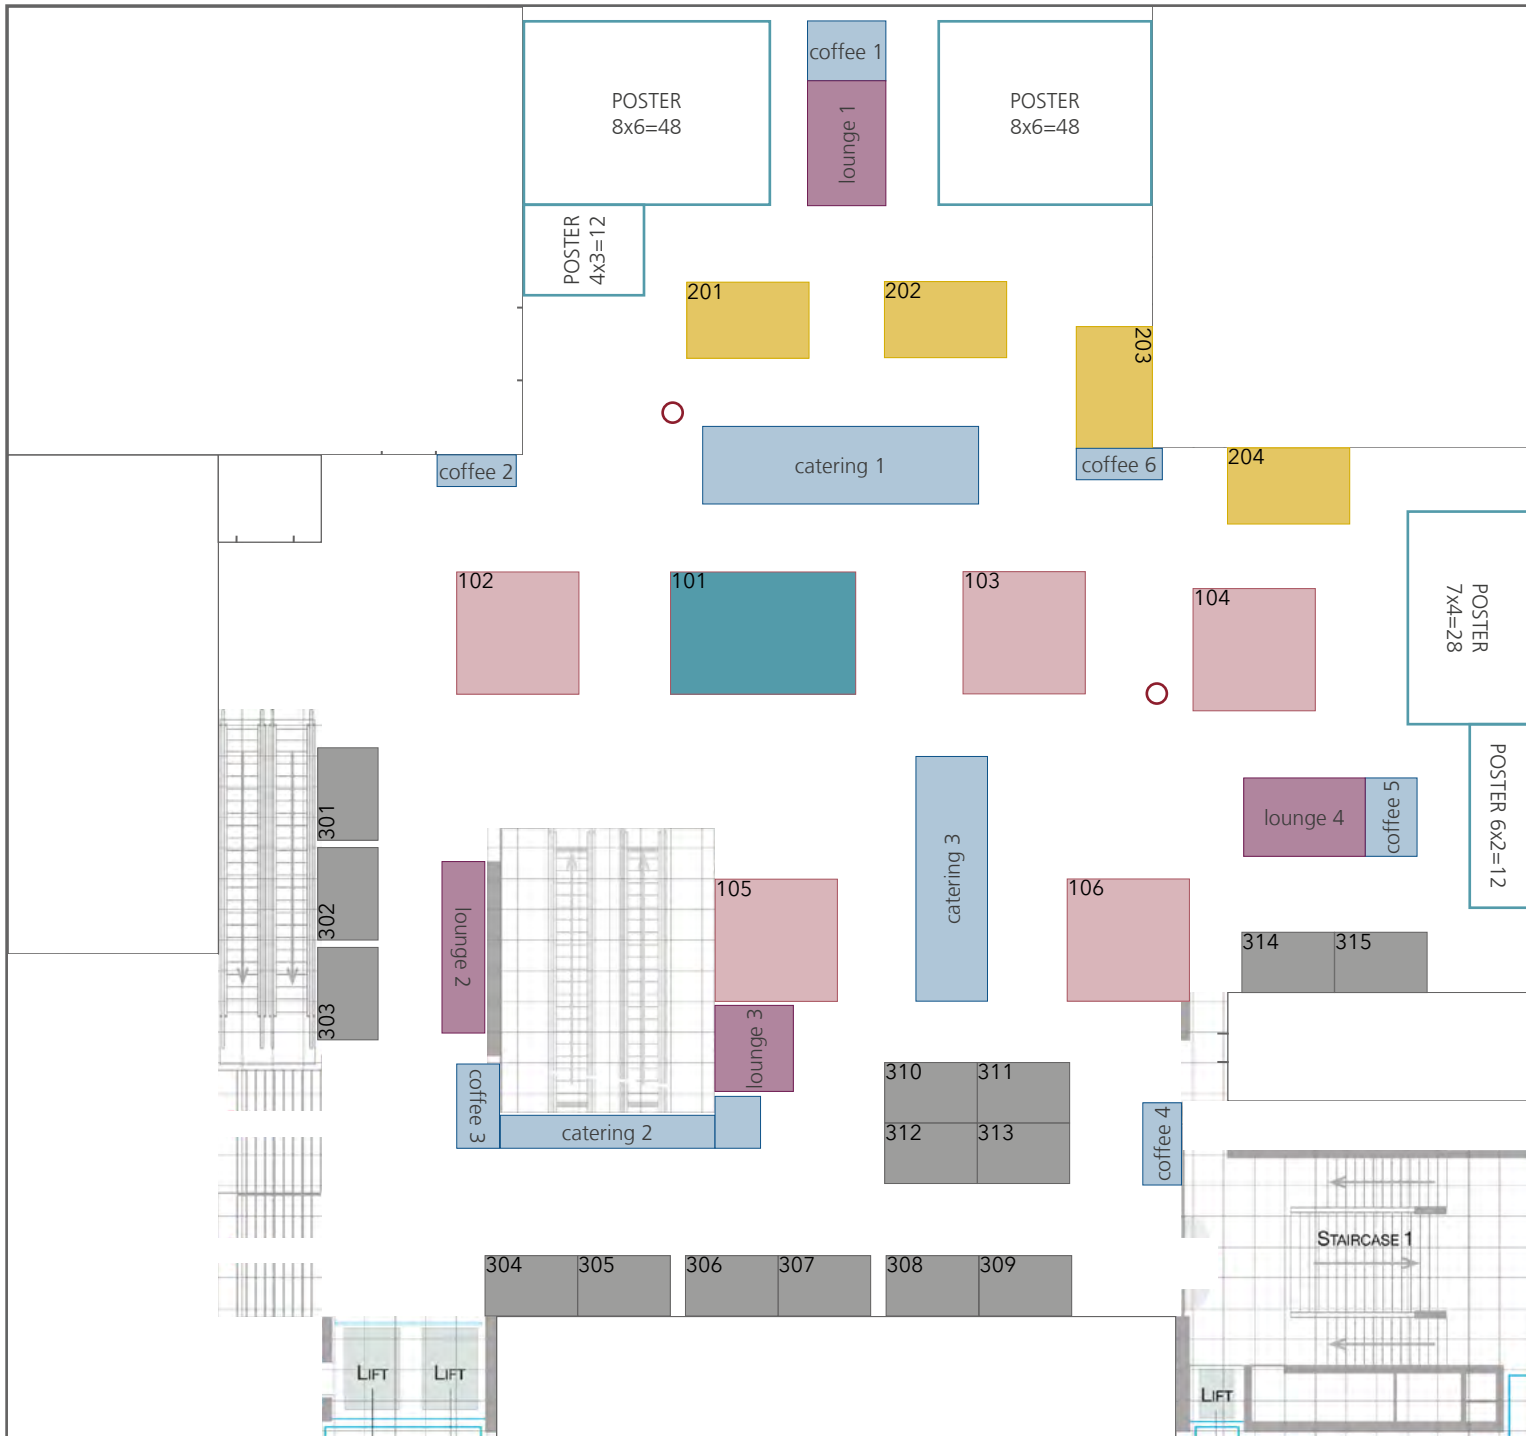 coffee 1
POSTER
8x6=48
lounge 1
POSTER
8x6=48
POSTER
4x3=12
201
202
203
coffee 2
catering 1
coffee 6
204
102
101
103
104
POSTER
7x4=28
301
302
303
lounge 2
105
catering 3
106
lounge 4
coffee 5
POSTER 6x2=12
314
315
lounge 3
coffee 3
catering 2
310
311
312
313
coffee 4
STAIRCASE 1
304
305
306
307
308
309
LIFT
LIFT
LIFT